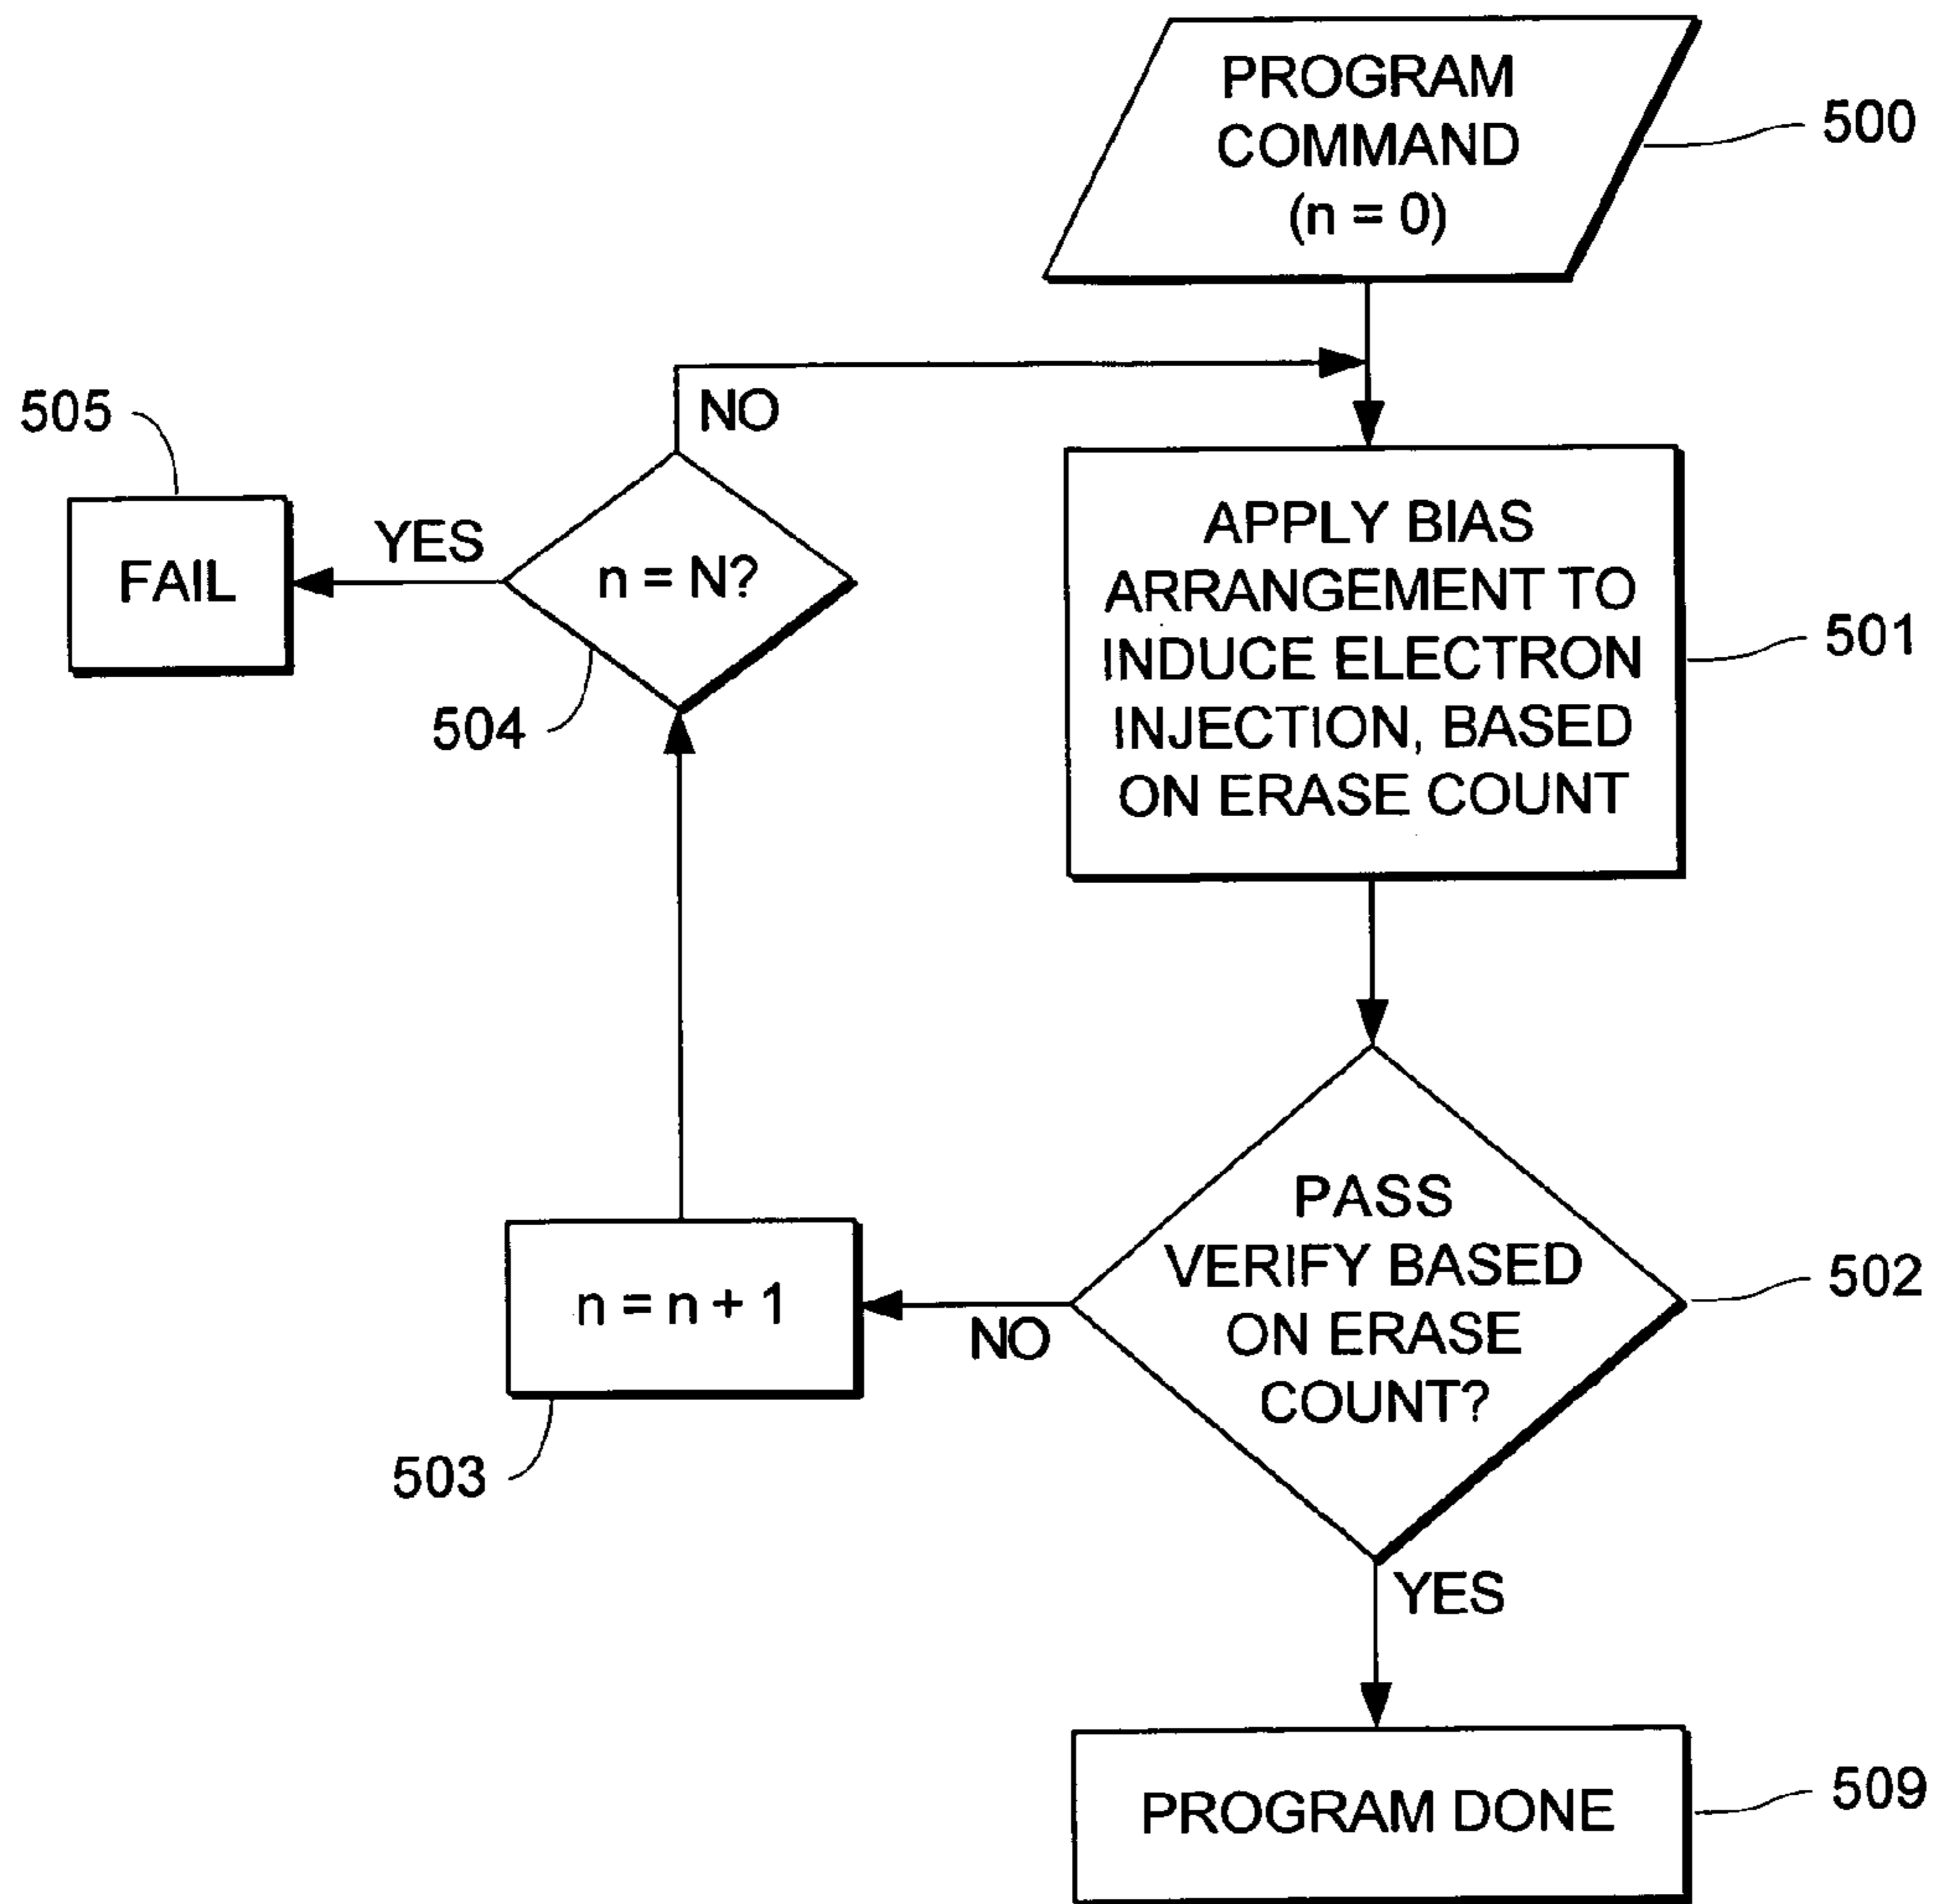 PROGRAM
COMMAND
(n = 0)
500
NO
505
FAIL
YES
n = N?
504
APPLY BIAS
ARRANGEMENT TO
INDUCE ELECTRON
INJECTION, BASED
ON ERASE COUNT
501
PASS
VERIFY BASED
ON ERASE
COUNT?
502
NO
n = n + 1
503
YES
PROGRAM DONE
509